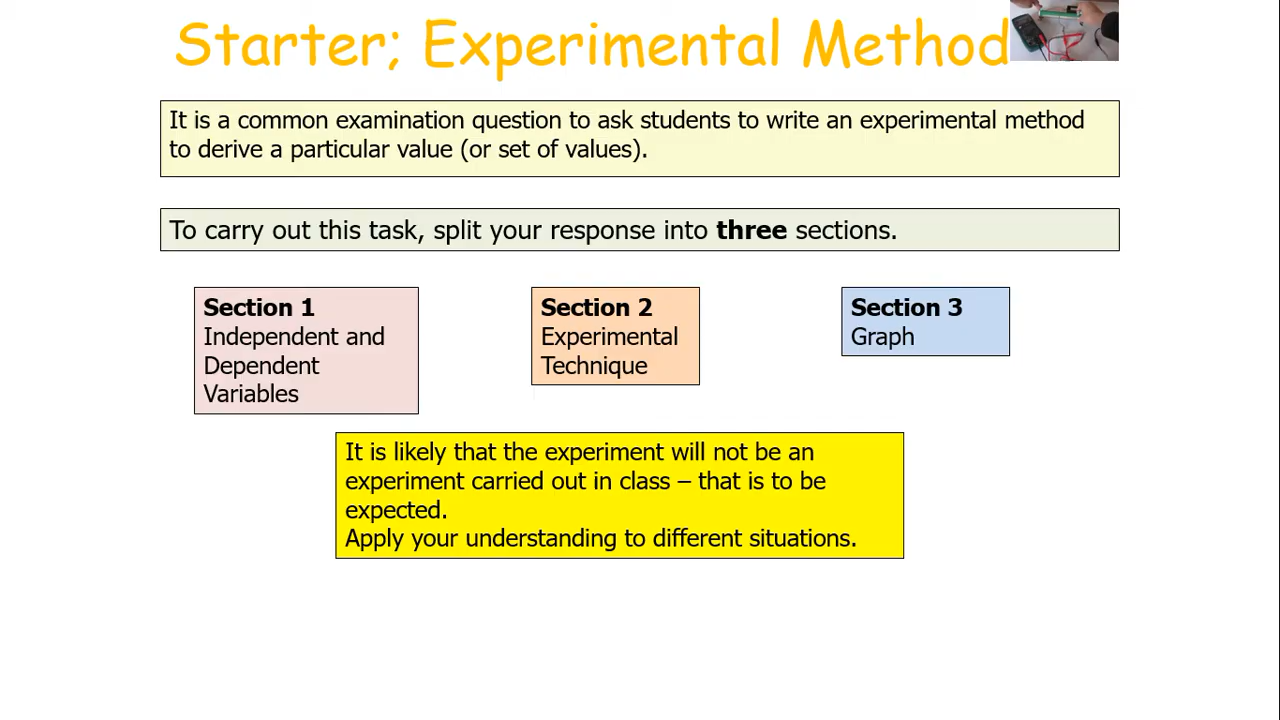 Starter; Experimental Method
It is a common examination question to ask students to write an experimental method
to derive a particular value (or set of values).
To carry out this task, split your response into three sections.
Section 1
Independent and
Dependent
Variables
Section 2
Experimental
Technique
Section 3
Graph
It is likely that the experiment will not be an
experiment carried out in class – that is to be
expected.
Apply your understanding to different situations.